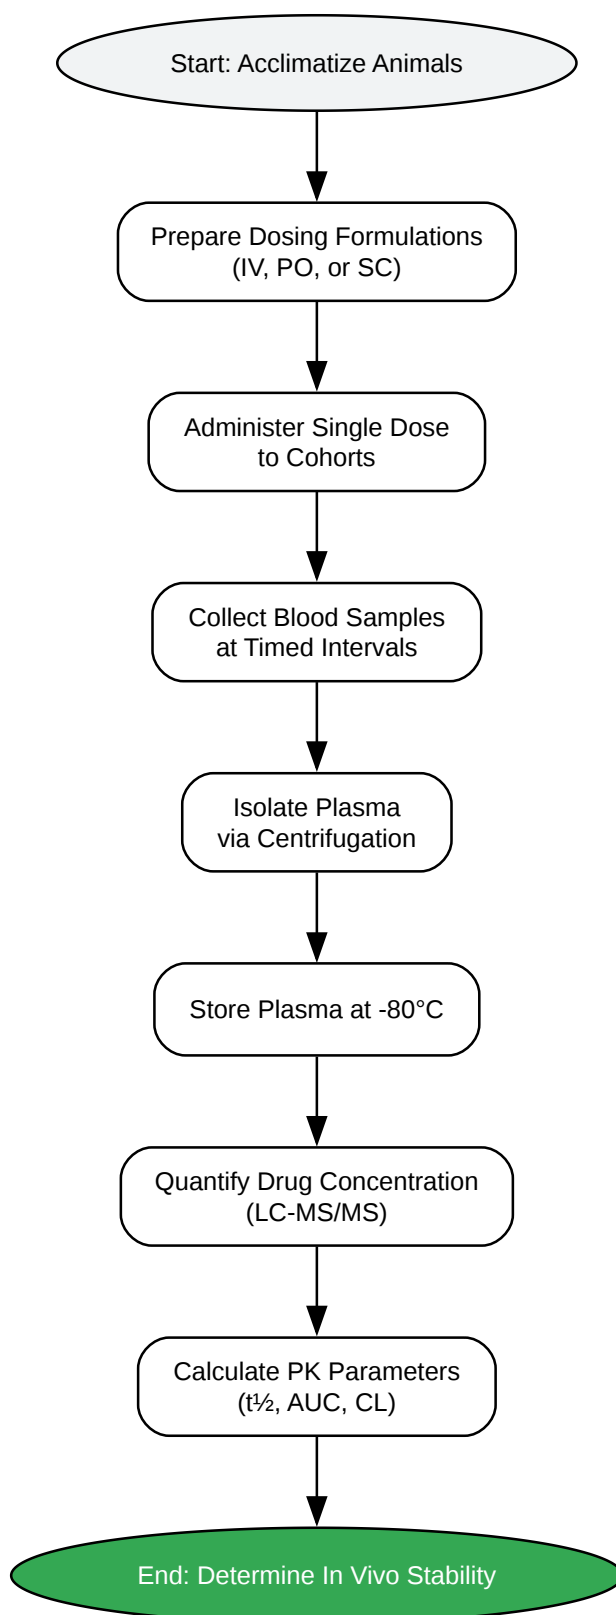 Start: Acclimatize Animals
Prepare Dosing Formulations
(IV, PO, or SC)
Administer Single Dose
to Cohorts
Collect Blood Samples
at Timed Intervals
Isolate Plasma
via Centrifugation
Store Plasma at -80°C
Quantify Drug Concentration
(LC-MS/MS)
Calculate PK Parameters
(t½, AUC, CL)
End: Determine In Vivo Stability